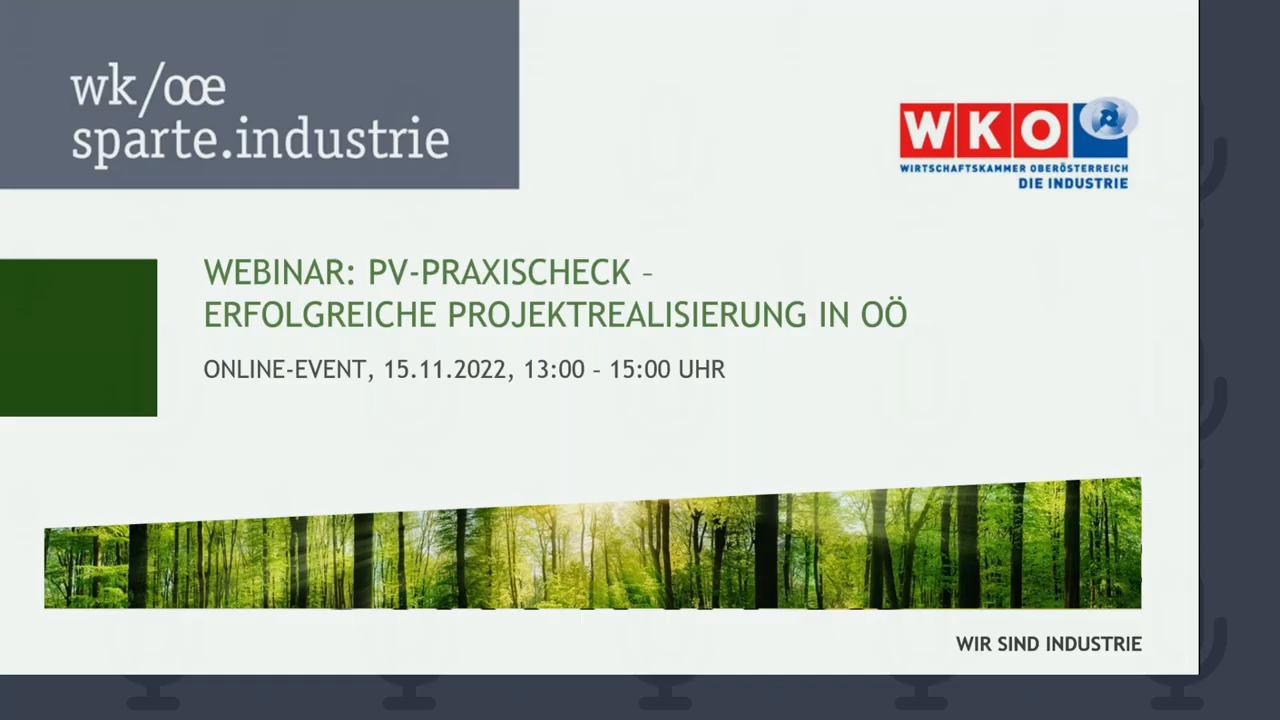 wk/ooe
sparte.industrie
WKO
WIRTSCHAFTSKAMMER OBERÖSTERREICH
DIE INDUSTRIE
WEBINAR: PV-PRAXISCHECK –
ERFOLGREICHE PROJEKTREALISIERUNG IN OÖ
ONLINE-EVENT, 15.11.2022, 13:00 – 15:00 UHR
WIR SIND INDUSTRIE